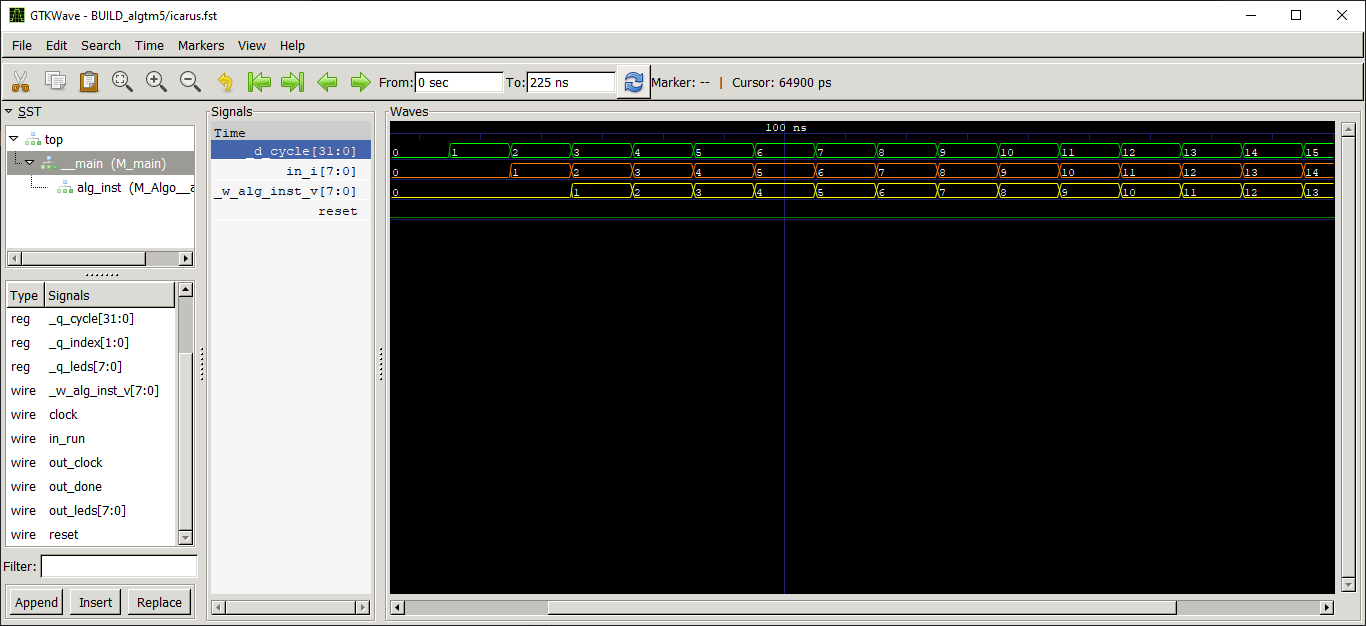 GTKWave - BUILD_algtm5/icarus.fst
File Edit Search Time Markers View Help
From: 0 sec To: 225 ns Marker: -- | Cursor: 64900 ps
SST
top
__main (M_main)
alg_inst (M_Algo__a
Type Signals
reg _q_cycle[31:0]
reg _q_index[1:0]
reg _q_leds[7:0]
wire _w_alg_inst_v[7:0]
wire clock
wire in_run
wire out_clock
wire out_done
wire out_leds[7:0]
wire reset
Filter:
Append Insert Replace
Signals
Time
_d_cycle[31:0]
in_i[7:0]
_w_alg_inst_v[7:0]
reset
Waves
100 ns
0 1 2 3 4 5 6 7 8 9 10 11 12 13 14 15
0 1 2 3 4 5 6 7 8 9 10 11 12 13 14
0 1 2 3 4 5 6 7 8 9 10 11 12 13